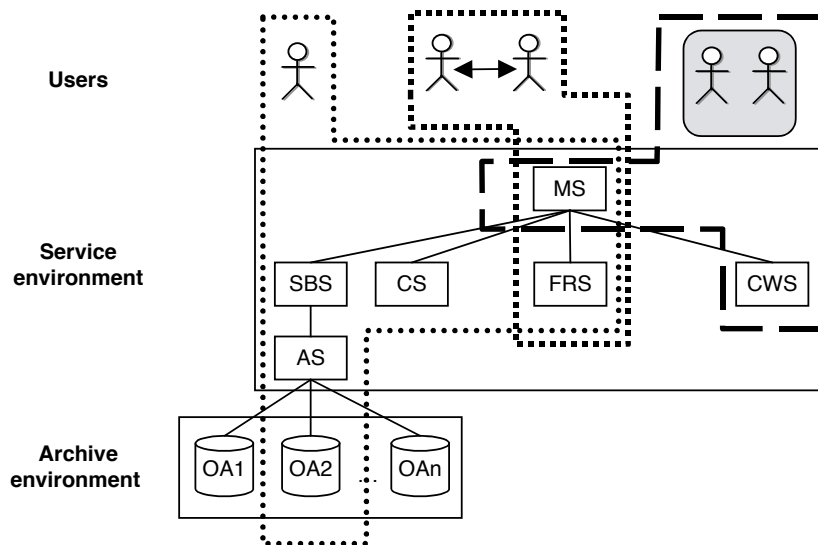 Users
MS
Service
environment
SBS
CS
FRS
CWS
AS
Archive
environment
OA1
OA2
...
OAn